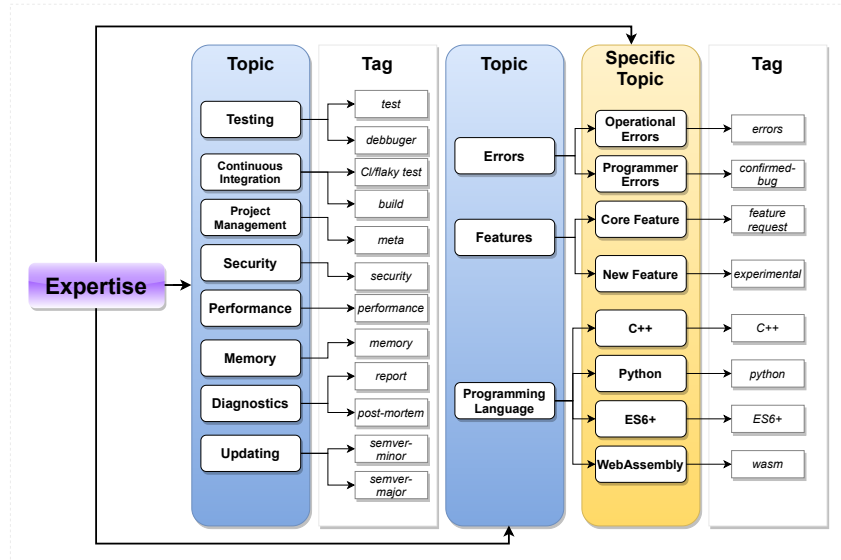 Expertise
Topic
Tag
Testing
test
debbuger
Continuous
Integration
CI/flaky test
build
Project
Management
meta
Security
security
Performance
performance
Memory
memory
Diagnostics
report
post-mortem
Updating
semver-
minor
semver-
major
Topic
Specific
Topic
Tag
Errors
Operational
Errors
errors
Programmer
Errors
confirmed-
bug
Features
Core Feature
feature
request
New Feature
experimental
Programming
Language
C++
C++
Python
python
ES6+
ES6+
WebAssembly
wasm